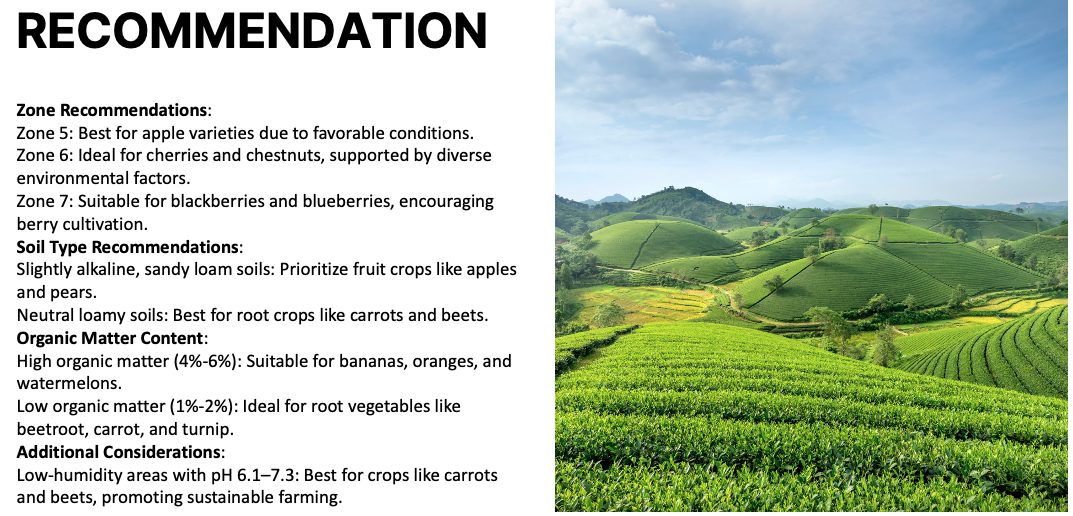 RECOMMENDATION
Zone Recommendations:
Zone 5: Best for apple varieties due to favorable conditions.
Zone 6: Ideal for cherries and chestnuts, supported by diverse
environmental factors.
Zone 7: Suitable for blackberries and blueberries, encouraging
berry cultivation.
Soil Type Recommendations:
Slightly alkaline, sandy loam soils: Prioritize fruit crops like apples
and pears.
Neutral loamy soils: Best for root crops like carrots and beets.
Organic Matter Content:
High organic matter (4%-6%): Suitable for bananas, oranges, and
watermelons.
Low organic matter (1%-2%): Ideal for root vegetables like
beetroot, carrot, and turnip.
Additional Considerations:
Low-humidity areas with pH 6.1–7.3: Best for crops like carrots
and beets, promoting sustainable farming.